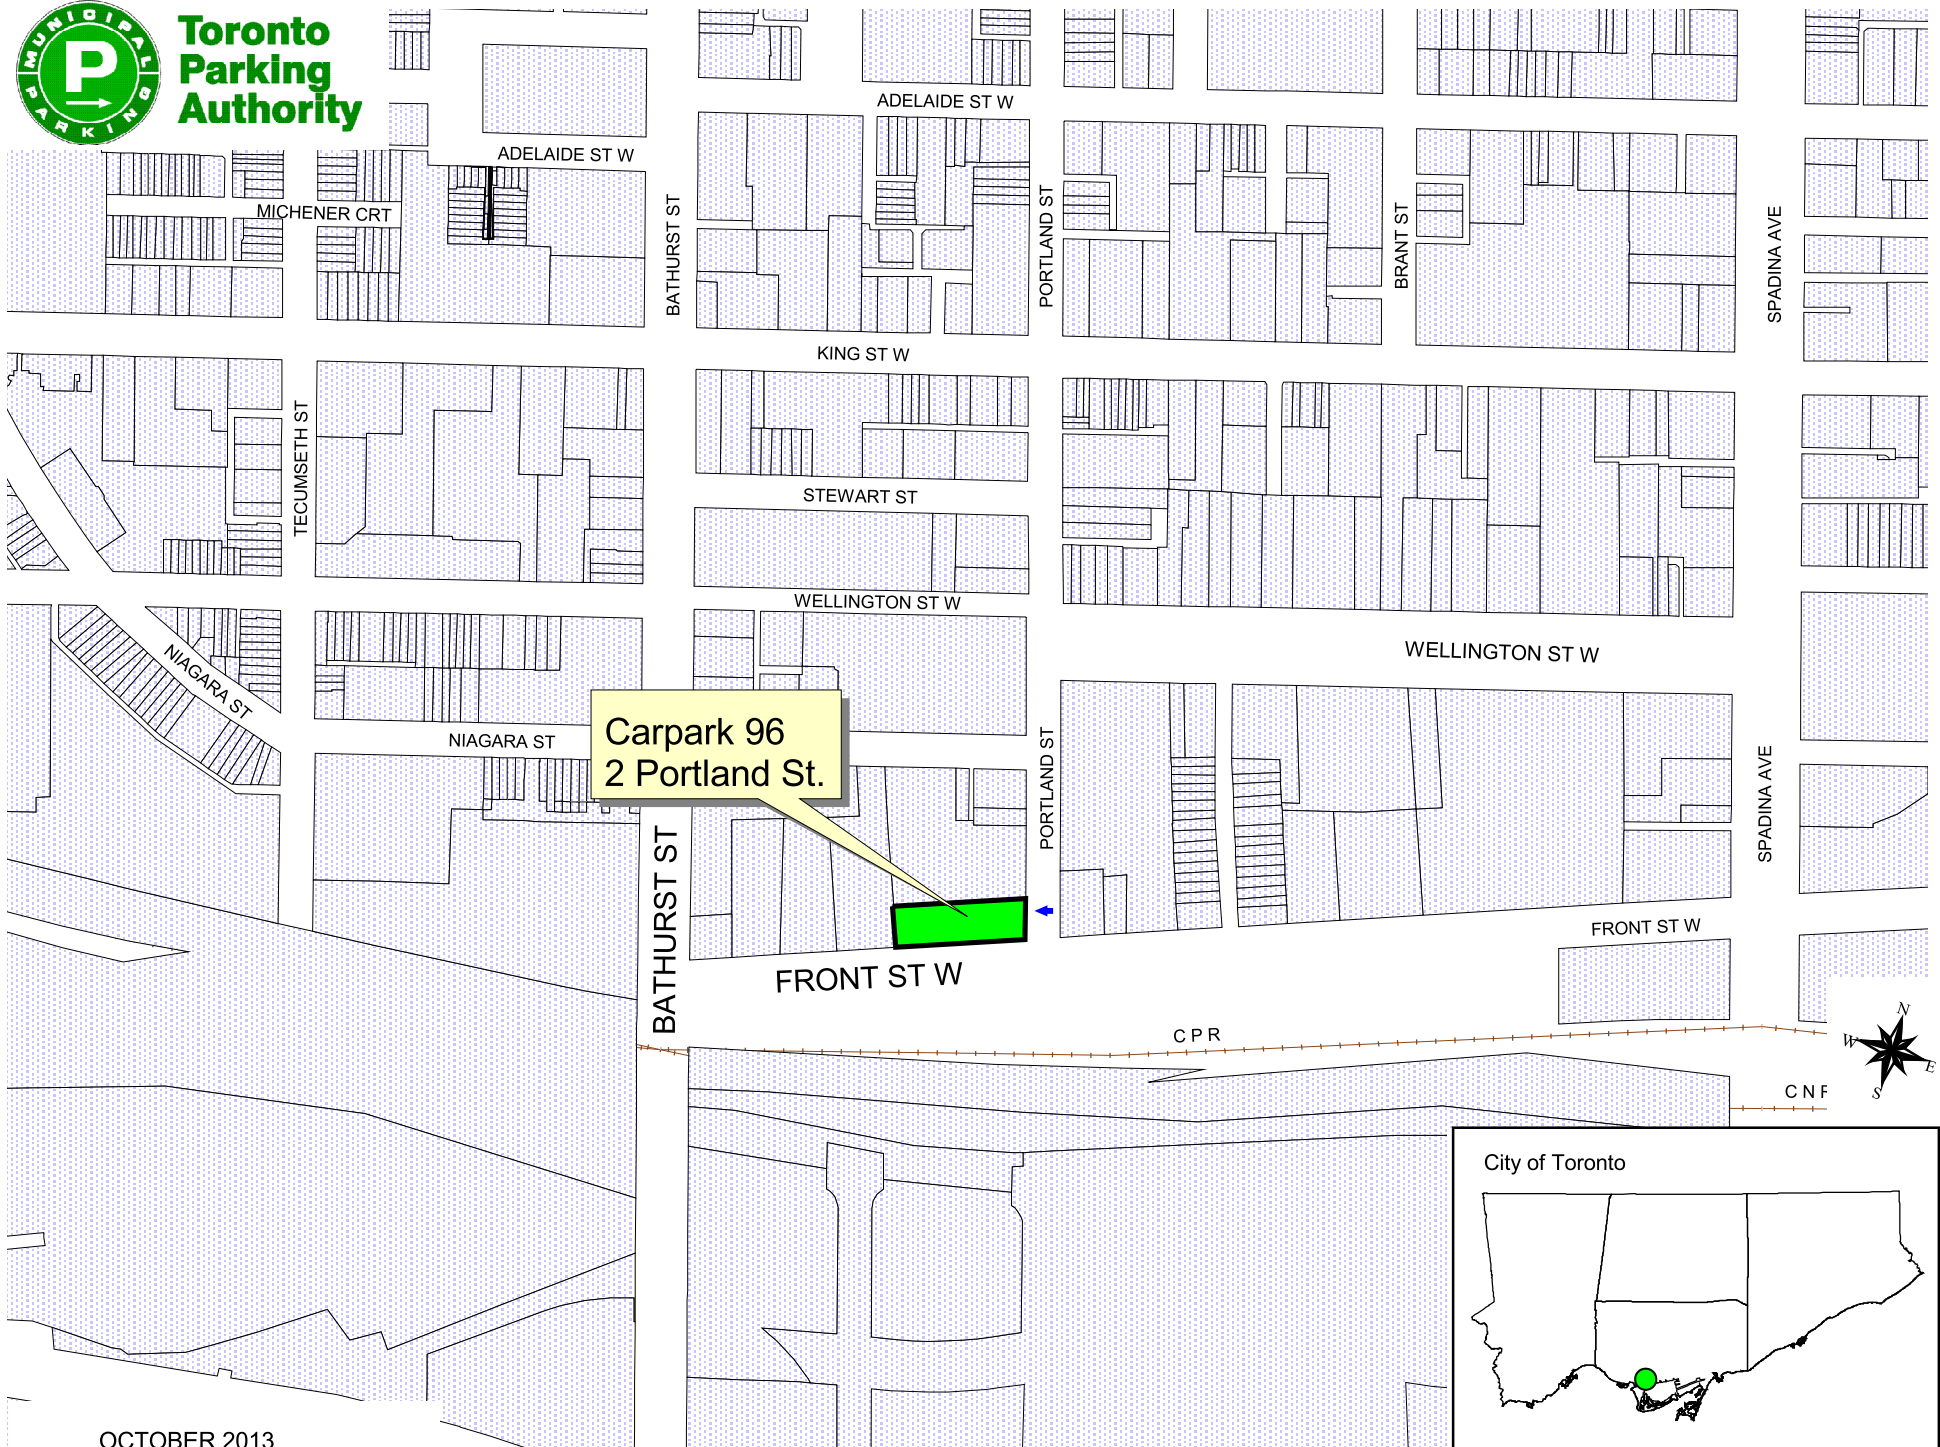 MUNICIPAL
P
PARKING
Toronto
Parking
Authority
ADELAIDE ST W
ADELAIDE ST W
MICHENER CRT
BATHURST ST
PORTLAND ST
BRANT ST
SPADINA AVE
KING ST W
TECUMSETH ST
STEWART ST
WELLINGTON ST W
WELLINGTON ST W
NIAGARA ST
NIAGARA ST
Carpark 96
2 Portland St.
PORTLAND ST
SPADINA AVE
BATHURST ST
FRONT ST W
FRONT ST W
C P R
N
W
E
S
C N
City of Toronto
OCTOBER 2013